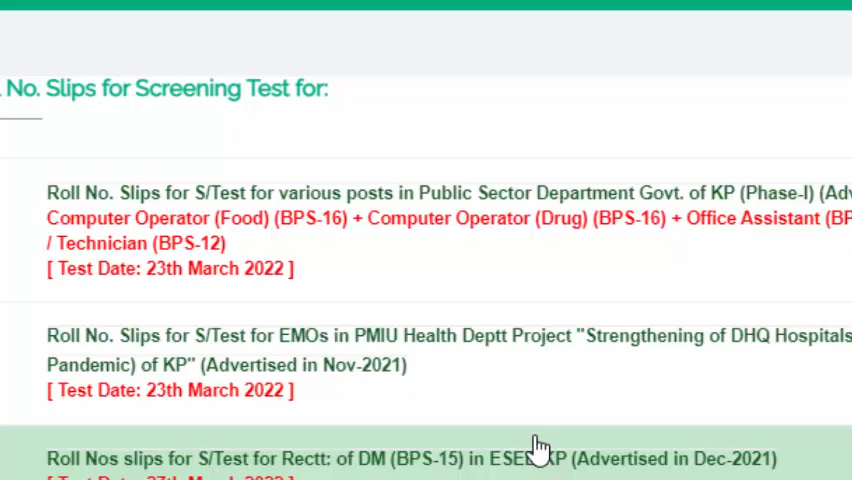 No. Slips for Screening Test for:
Roll No. Slips for S/Test for various posts in Public Sector Department Govt. of KP (Phase-I) (Adv
Computer Operator (Food) (BPS-16) + Computer Operator (Drug) (BPS-16) + Office Assistant (BP
/ Technician (BPS-12)
[ Test Date: 23th March 2022 ]
Roll No. Slips for S/Test for EMOs in PMIU Health Deptt Project "Strengthening of DHQ Hospitals
Pandemic) of KP" (Advertised in Nov-2021)
[ Test Date: 23th March 2022 ]
Roll Nos slips for S/Test for Rectt: of DM (BPS-15) in (Advertised in Dec-2021)